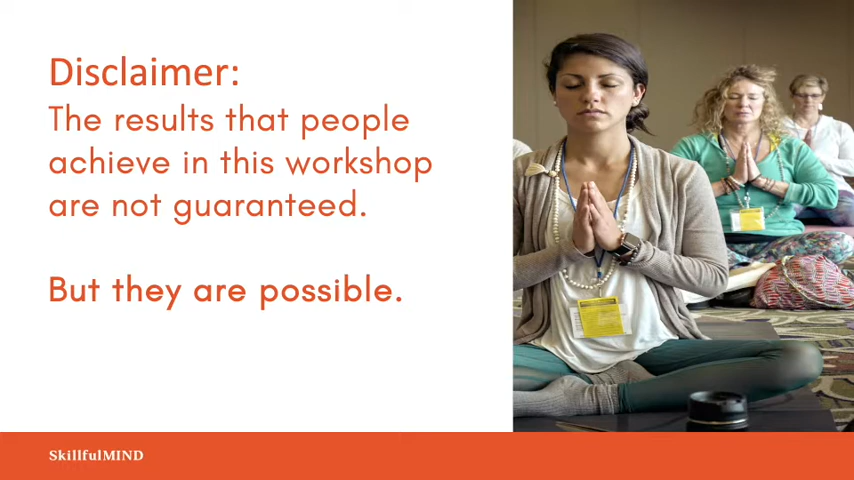 Disclaimer:
The results that people
achieve in this workshop
are not guaranteed.
But they are possible.
SkillfulMIND